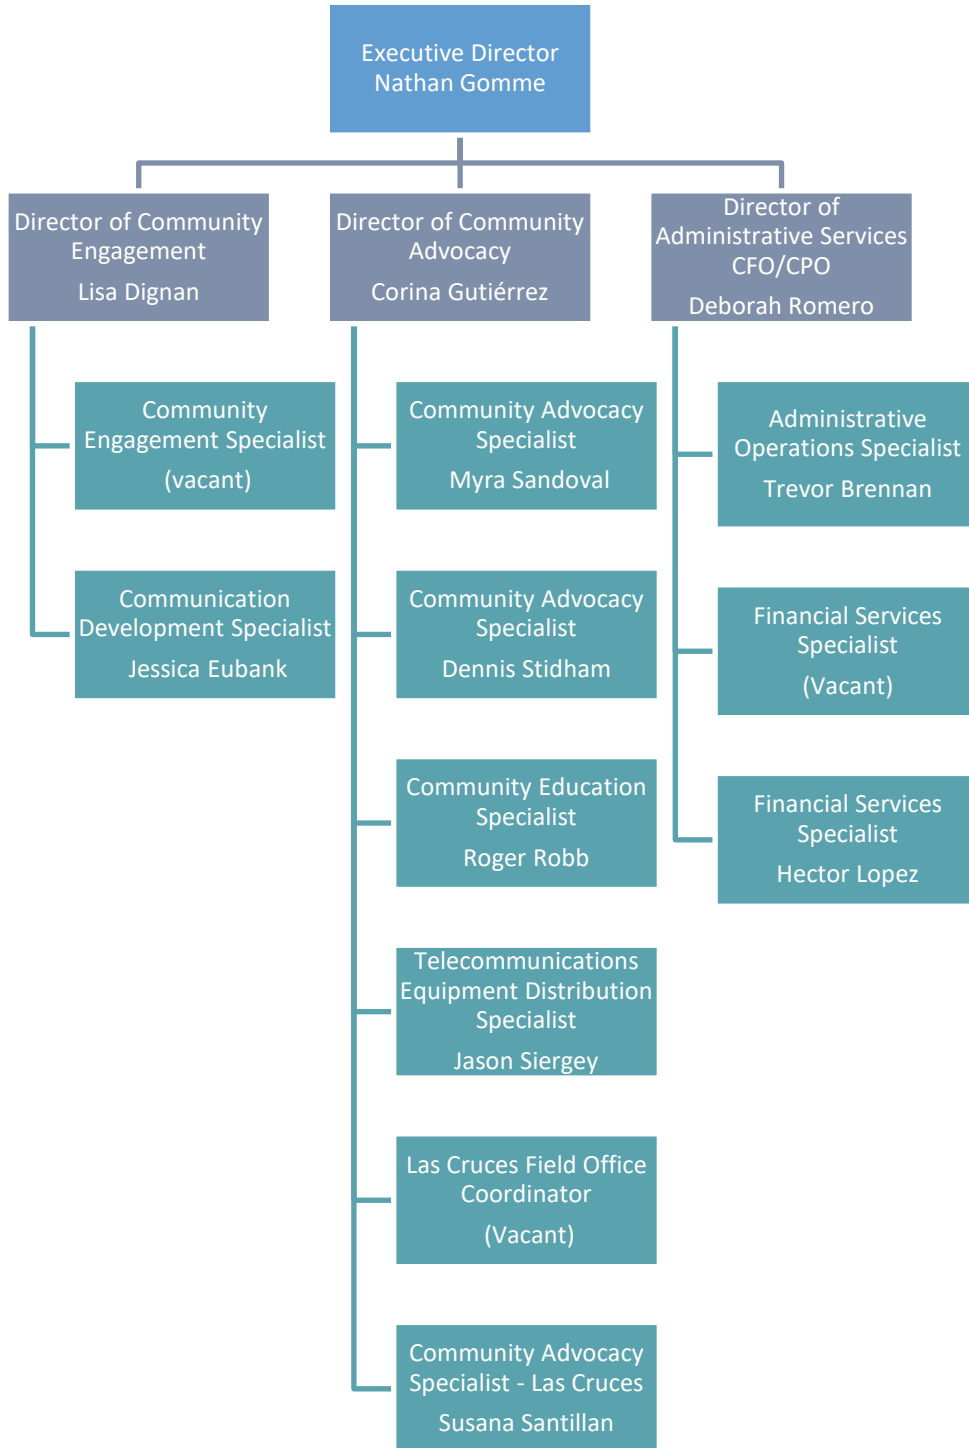 Executive Director
Nathan Gomme
Director of Community
Engagement
Lisa Dignan
Director of Community
Advocacy
Corina Gutiérrez
Director of
Administrative Services
CFO/CPO
Deborah Romero
Community
Engagement Specialist
(vacant)
Communication
Development Specialist
Jessica Eubank
Community Advocacy
Specialist
Myra Sandoval
Community Advocacy
Specialist
Dennis Stidham
Community Education
Specialist
Roger Robb
Telecommunications
Equipment Distribution
Specialist
Jason Siergey
Las Cruces Field Office
Coordinator
(Vacant)
Community Advocacy
Specialist - Las Cruces
Susana Santillan
Administrative
Operations Specialist
Trevor Brennan
Financial Services
Specialist
(Vacant)
Financial Services
Specialist
Hector Lopez